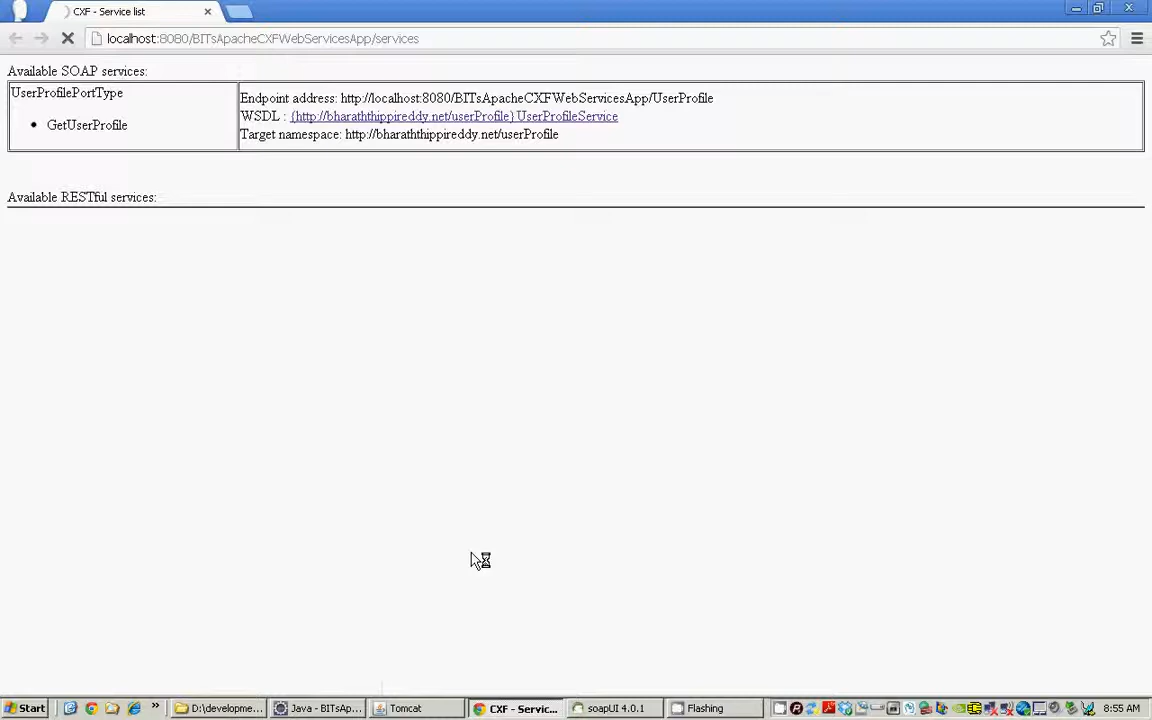 CXF - Service list
localhost:8080/BITsApacheCXFWebServicesApp/services
Available SOAP services:
UserProfilePortType
GetUserProfile
Endpoint address: http://localhost:8080/BITsApacheCXFWebServicesApp/UserProfile
WSDL : {http://bharaththippireddy.net/userProfile}UserProfileService
Target namespace: http://bharaththippireddy.net/userProfile
Available RESTful services:
Start
D:\developme...
Java - BITsAp...
Tomcat
CXF - Servic...
soapUI 4.0.1
Flashing
8:55 AM